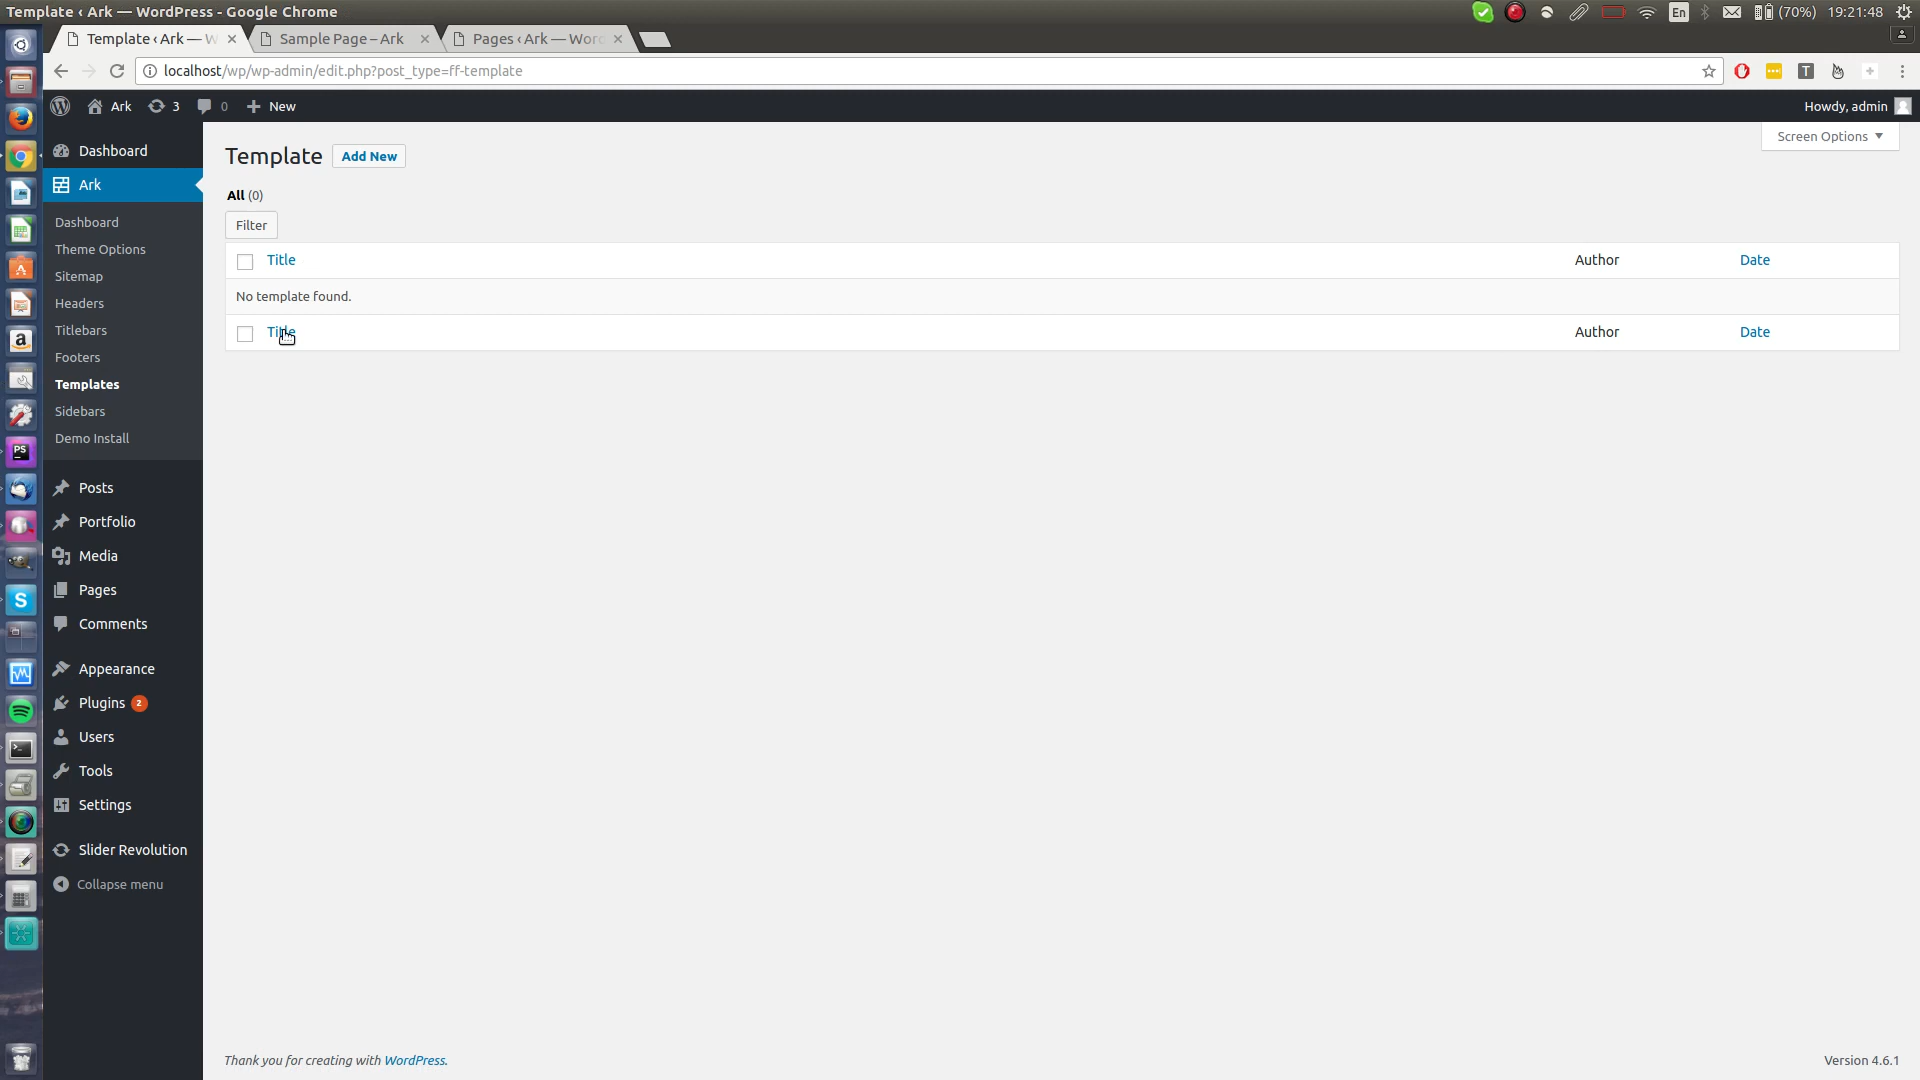 Template ‹ Ark — WordPress - Google Chrome
En
(70%)
19:21:48
Template ‹ Ark — W
Sample Page – Ark
Pages ‹ Ark — Wor
localhost/wp/wp-admin/edit.php?post_type=ff-template
T
Ark
3
0
New
Howdy, admin
Dashboard
Ark
Dashboard
Theme Options
Sitemap
Headers
Titlebars
Footers
Templates
Sidebars
Demo Install
Posts
Portfolio
Media
Pages
Comments
Appearance
Plugins 2
Users
Tools
Settings
Slider Revolution
Collapse menu
Screen Options
Template Add New
All (0)
Filter
Title Author Date
No template found.
Title Author Date
Thank you for creating with WordPress.
Version 4.6.1
PS
S
a